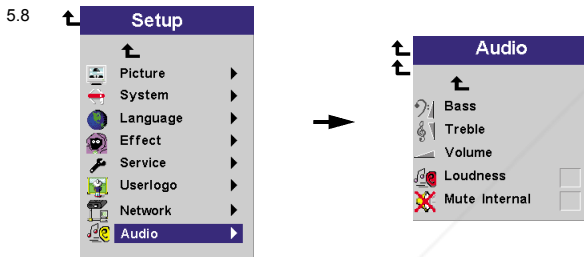 5.8
Setup
Picture
System
Language
Effect
Service
Userlogo
Network
Audio
Audio
Bass
Treble
Volume
Loudness
Mute Internal